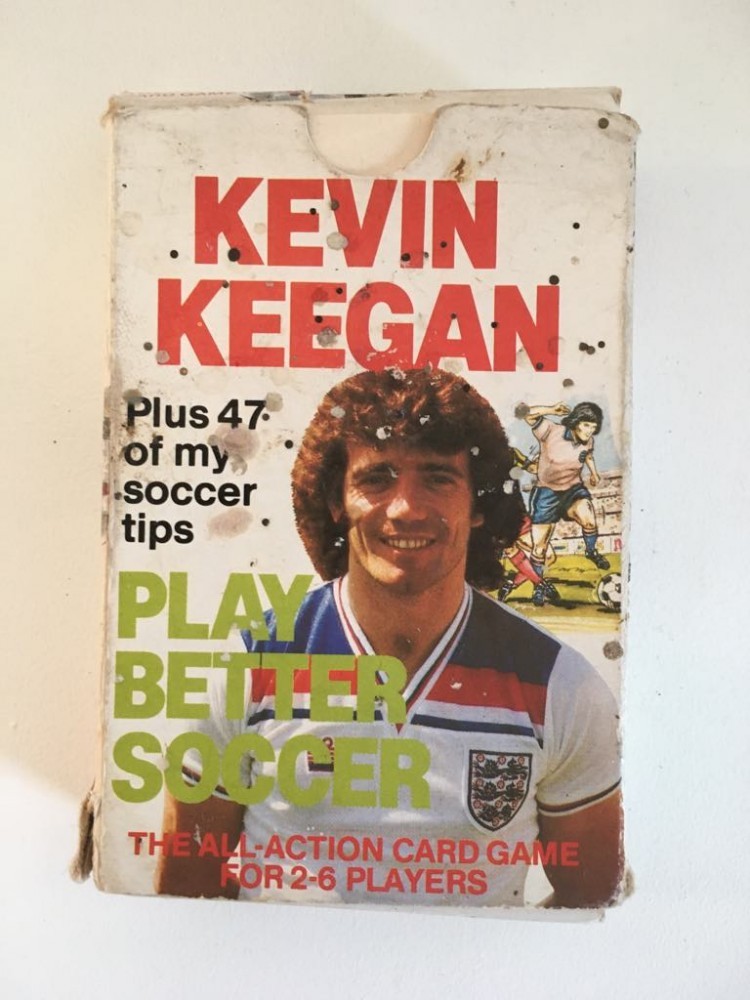 KEVIN
KEEGAN
Plus 47
of my
soccer
tips
PLAY
BETTER
SOCCER
THE ALL-ACTION CARD GAME
FOR 2-6 PLAYERS